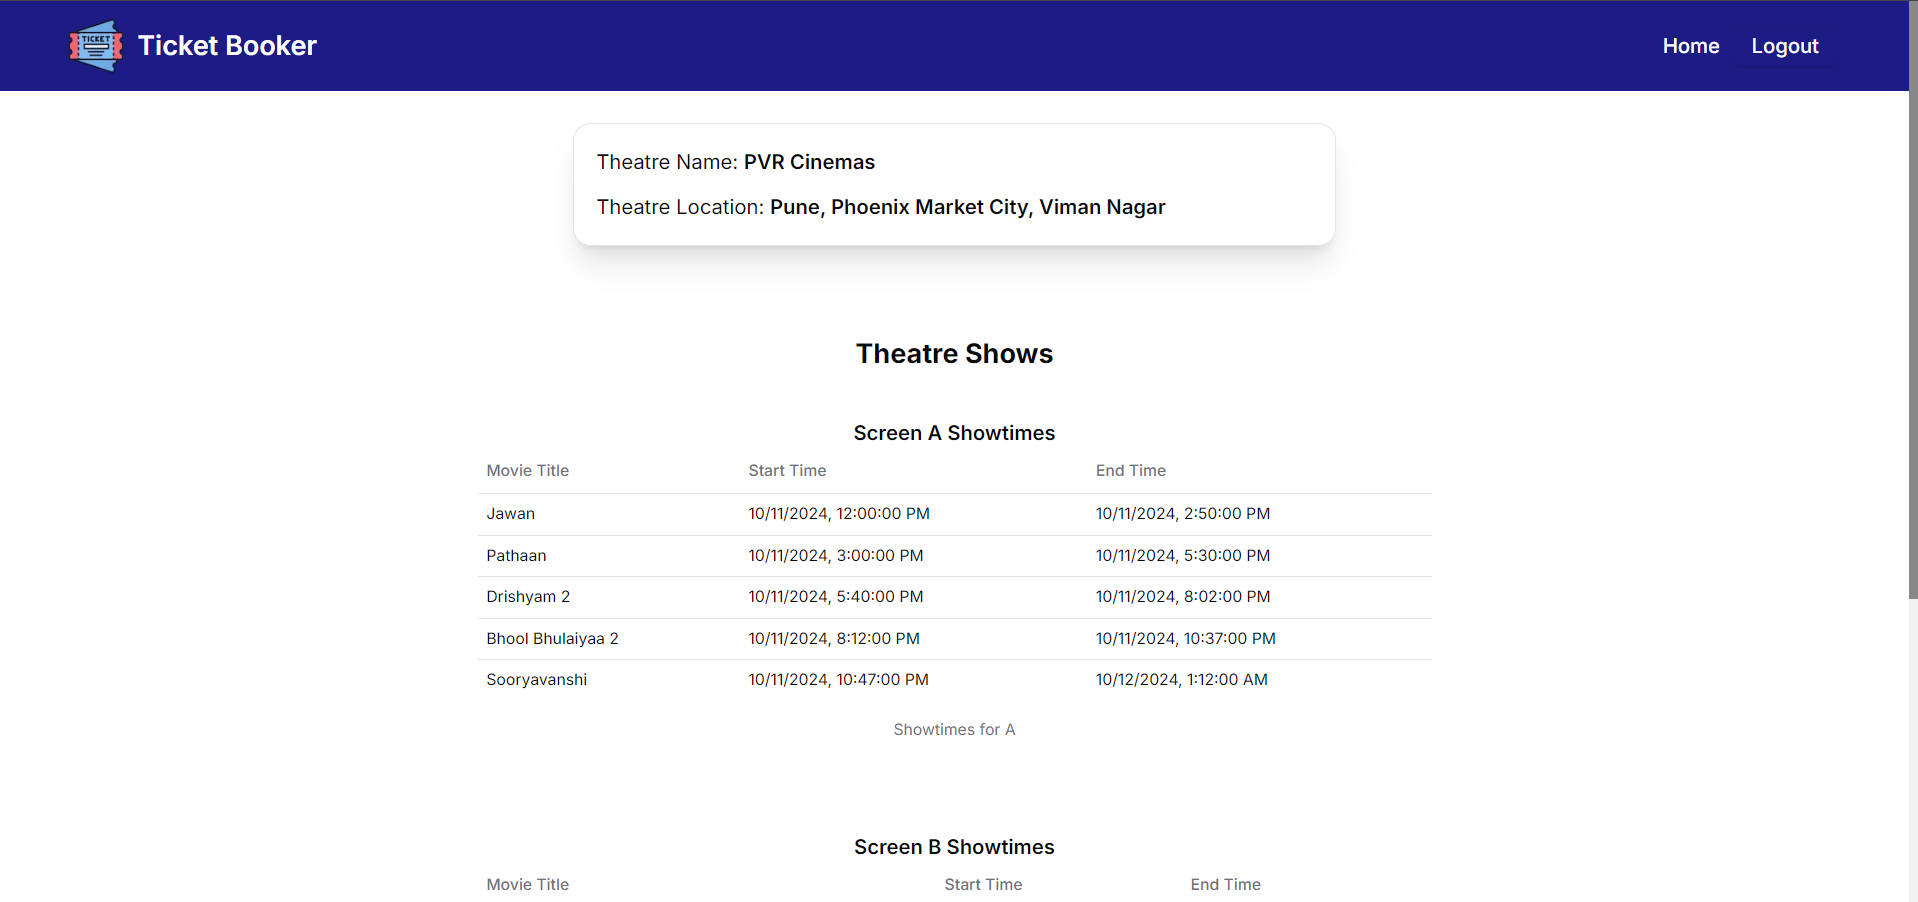 TICKET
Ticket Booker
Home Logout
Theatre Name: PVR Cinemas
Theatre Location: Pune, Phoenix Market City, Viman Nagar
Theatre Shows
Screen A Showtimes
Movie Title Start Time End Time
Jawan 10/11/2024, 12:00:00 PM 10/11/2024, 2:50:00 PM
Pathaan 10/11/2024, 3:00:00 PM 10/11/2024, 5:30:00 PM
Drishyam 2 10/11/2024, 5:40:00 PM 10/11/2024, 8:02:00 PM
Bhool Bhulaiyaa 2 10/11/2024, 8:12:00 PM 10/11/2024, 10:37:00 PM
Sooryavanshi 10/11/2024, 10:47:00 PM 10/12/2024, 1:12:00 AM
Showtimes for A
Screen B Showtimes
Movie Title Start Time End Time